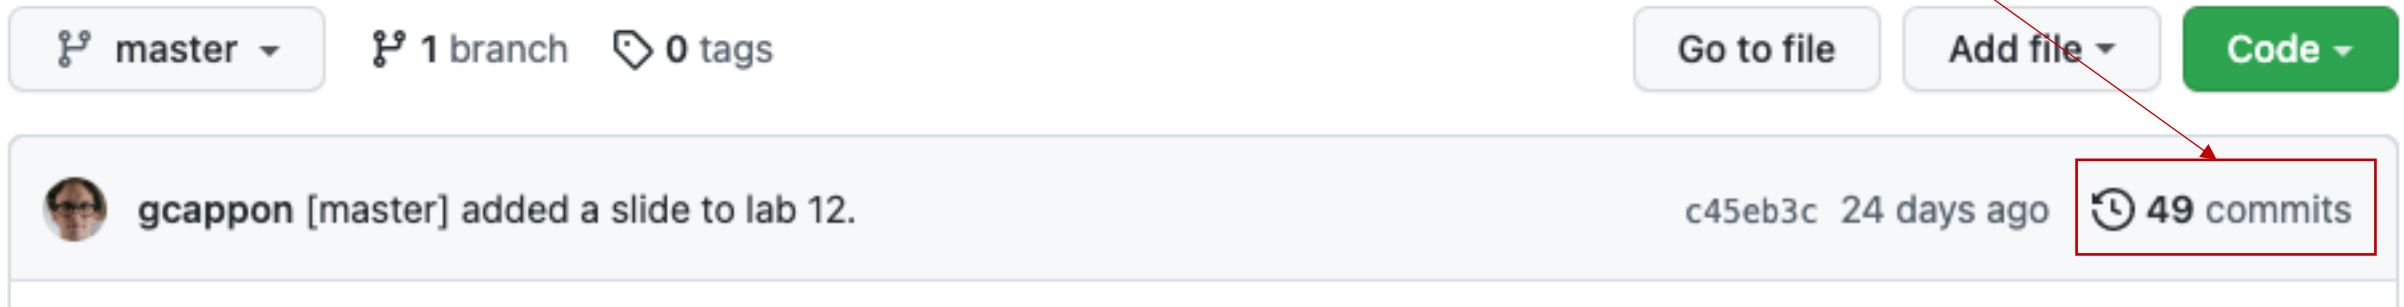 master 1 branch 0 tags Go to file Add file Code
gcappon [master] added a slide to lab 12. c45eb3c 24 days ago 49 commits